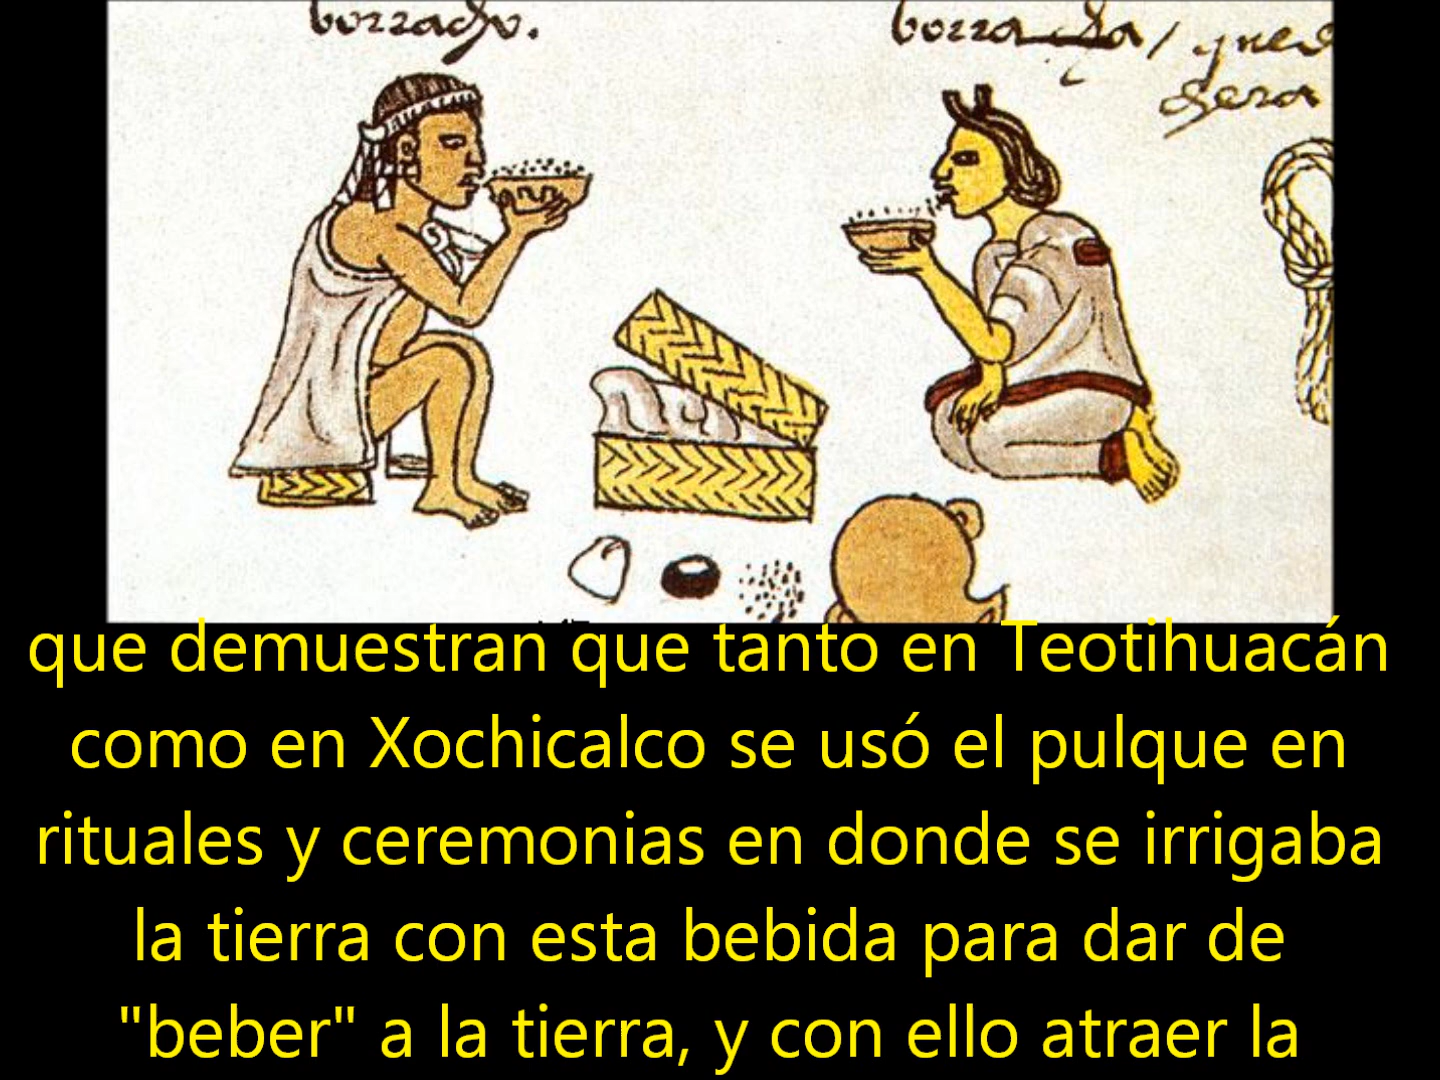 borracho.
borracha / que
que demuestran que tanto en Teotihuacán
como en Xochicalco se usó el pulque en
rituales y ceremonias en donde se irrigaba
la tierra con esta bebida para dar de
"beber" a la tierra, y con ello atraer la